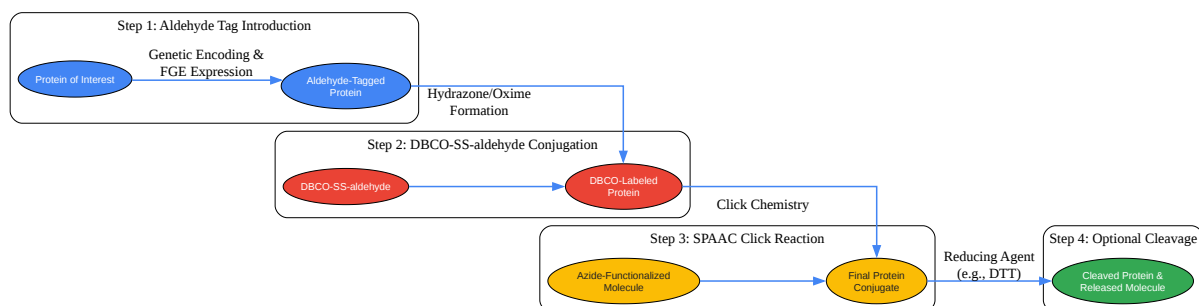 Step 1: Aldehyde Tag Introduction
Genetic Encoding &
FGE Expression
Protein of Interest
Aldehyde-Tagged
Protein
Hydrazone/Oxime
Formation
Step 2: DBCO-SS-aldehyde Conjugation
DBCO-SS-aldehyde
DBCO-Labeled
Protein
Click Chemistry
Step 3: SPAAC Click Reaction
Azide-Functionalized
Molecule
Final Protein
Conjugate
Reducing Agent
(e.g., DTT)
Step 4: Optional Cleavage
Cleaved Protein &
Released Molecule